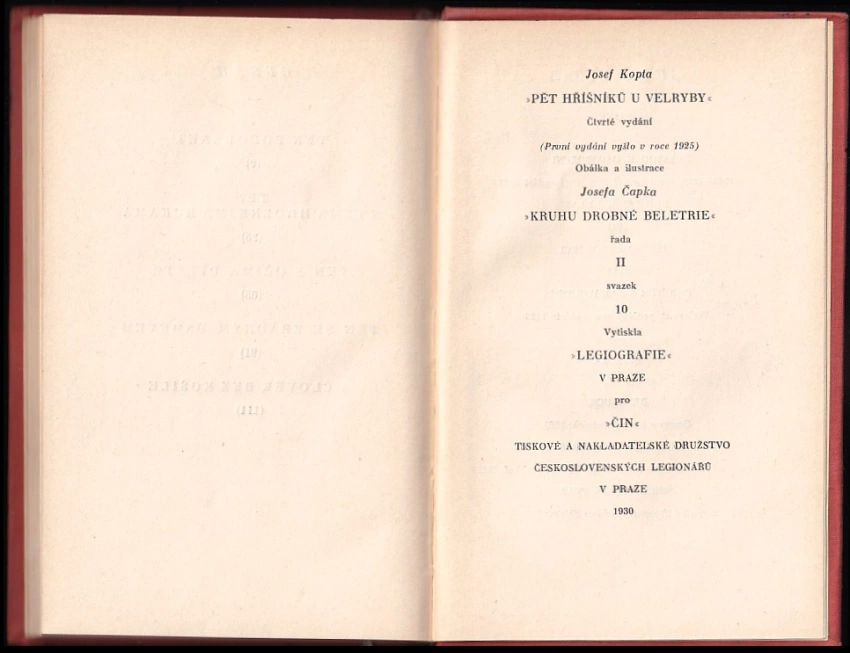 Josef Kopta
»PĚT HŘÍŠNÍKŮ U VELRYBY«
Čtvrté vydání
(První vydání vyšlo v roce 1925)
Obálka a ilustrace
Josefa Čapka
»KRUHU DROBNÉ BELETRIE«
řada
II
svazek
10
Vytiskla
»LEGIOGRAFIE«
V PRAZE
pro
»ČIN«
TISKOVÉ A NAKLADATELSKÉ DRUŽSTVO
ČESKOSLOVENSKÝCH LEGIONÁŘŮ
V PRAZE
1930